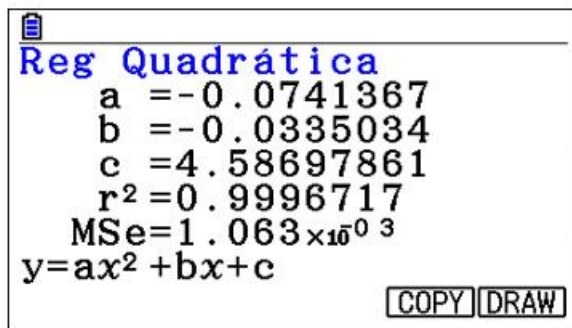 Reg Quadrática
a =-0.0741367
b =-0.0335034
c =4.58697861
r²=0.9996717
MSe=1.063×10⁻⁰³
y=ax²+bx+c
COPY DRAW